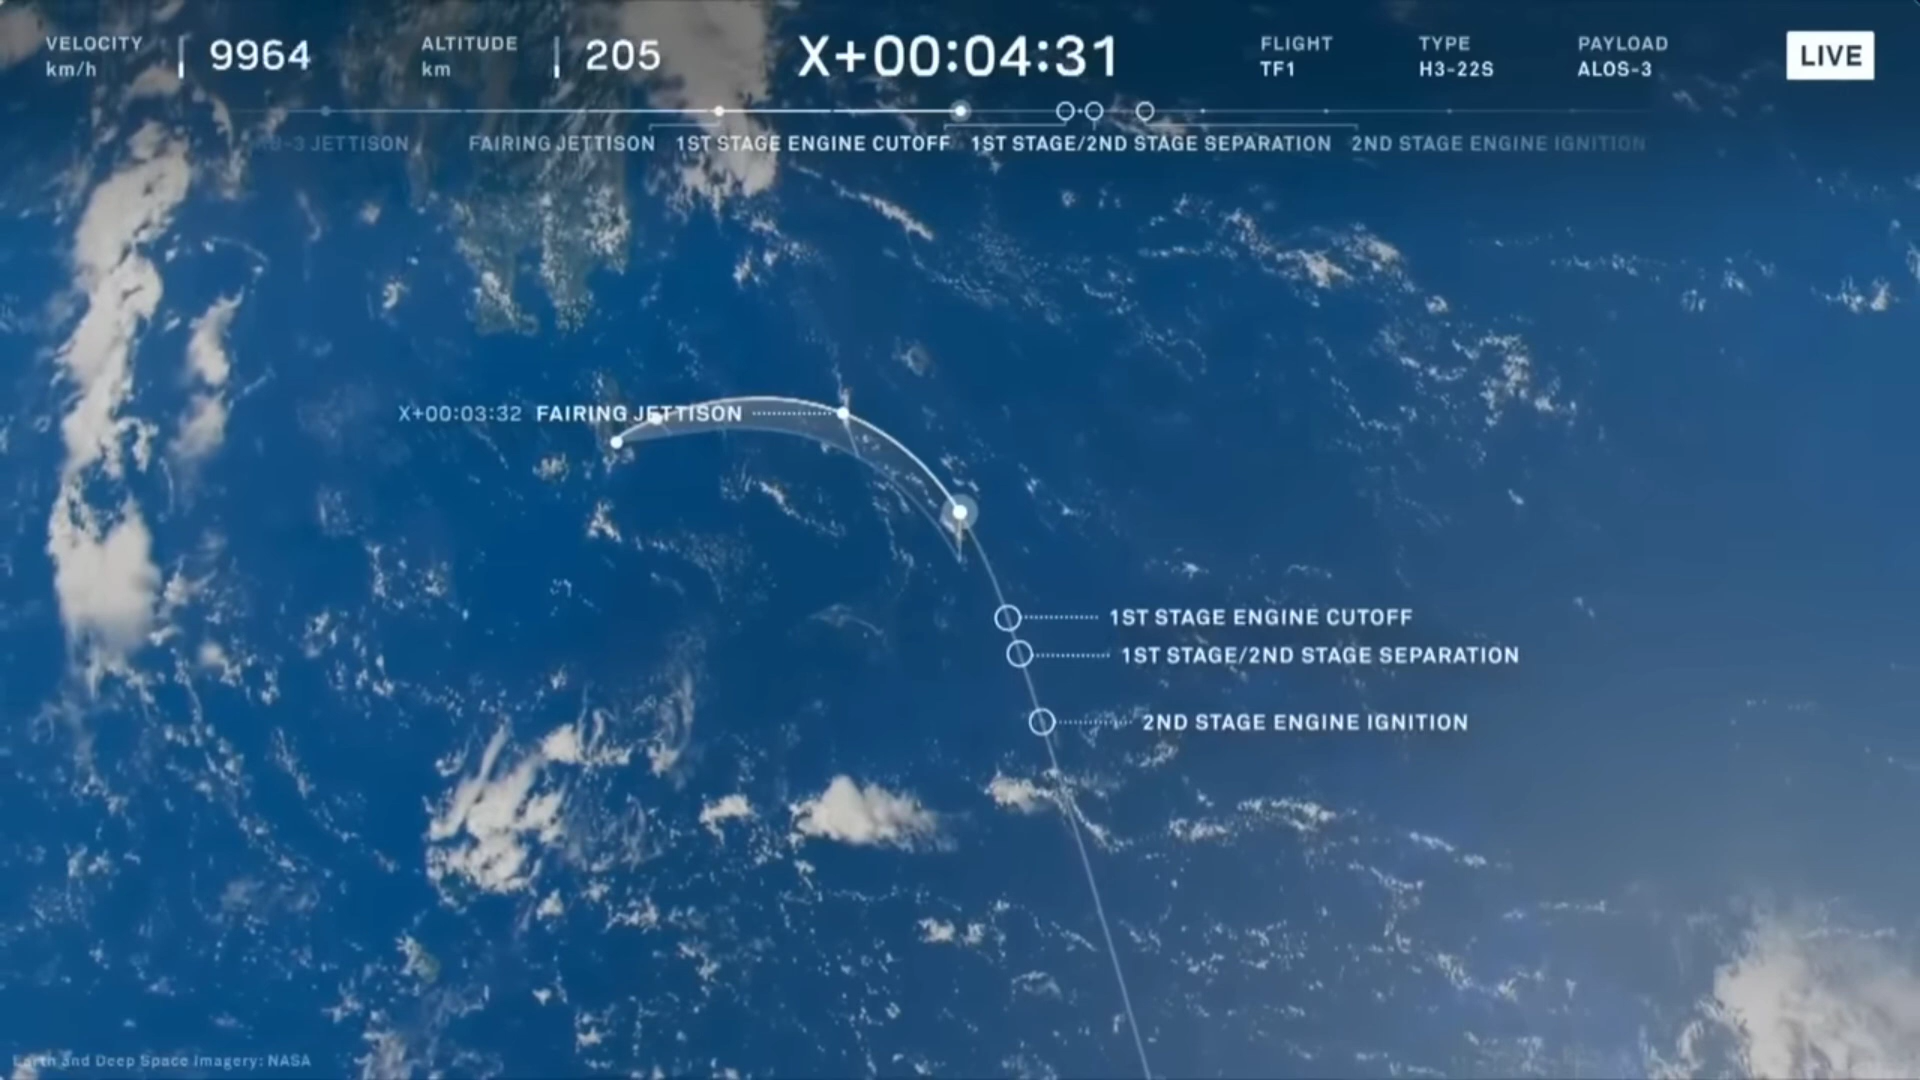 VELOCITY
km/h
9964
ALTITUDE
km
205
X+00:04:31
FLIGHT
TF1
TYPE
H3-22S
PAYLOAD
ALOS-3
LIVE
B-3 JETTISON
FAIRING JETTISON
1ST STAGE ENGINE CUTOFF
1ST STAGE/2ND STAGE SEPARATION
2ND STAGE ENGINE IGNITION
X+00:03:32 FAIRING JETTISON
1ST STAGE ENGINE CUTOFF
1ST STAGE/2ND STAGE SEPARATION
2ND STAGE ENGINE IGNITION
Earth and Deep Space Imagery: NASA